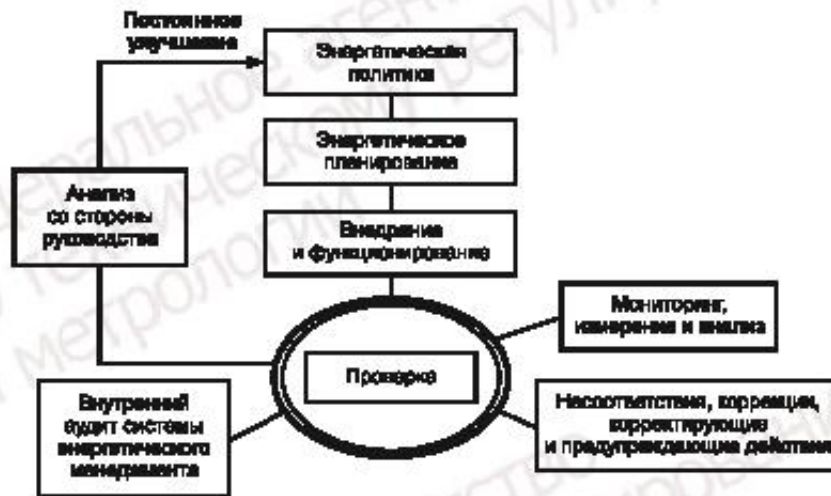 Постоянное
улучшение
Энергетическая
политика
Энергетическое
планирование
Анализ
со стороны
руководства
Внедрение
и функционирование
Мониторинг,
измерение и анализ
Проверка
Внутренний
аудит системы
энергетического
менеджмента
Несоответствия, коррекции,
корректирующие
и предупреждающие действия